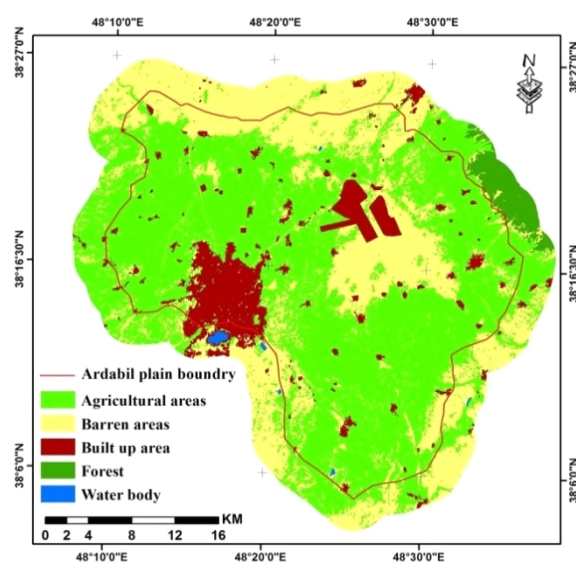 48°10'0"E 48°20'0"E 48°30'0"E
38°27'0"N 38°27'0"N
N
38°16'30"N 38°16'30"N
Ardabil plain boundry
Agricultural areas
Barren areas
Built up area
Forest
Water body
38°6'0"N 38°6'0"N
KM
0 2 4 8 12 16
48°10'0"E 48°20'0"E 48°30'0"E